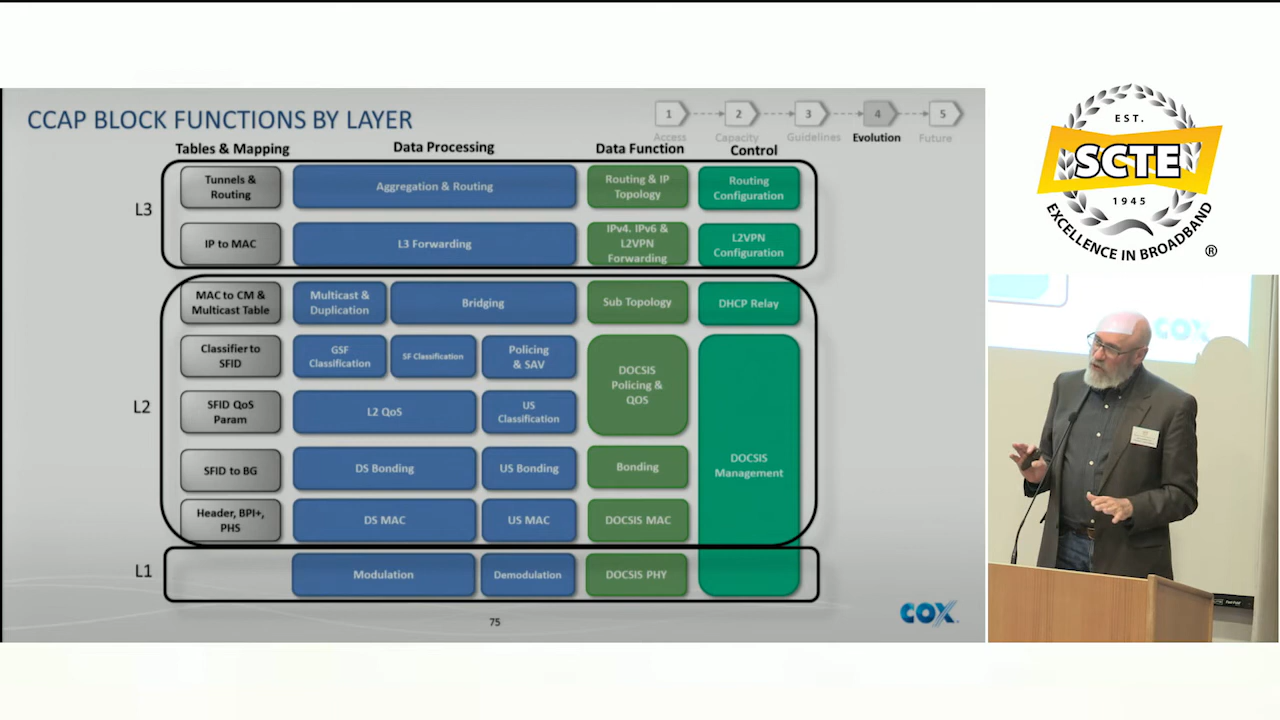 CCAP BLOCK FUNCTIONS BY LAYER
1
2
3
4
5
Access
Capacity
Guidelines
Evolution
Future
Tables & Mapping
Data Processing
Data Function
Control
L3
Tunnels &
Routing
Aggregation & Routing
Routing & IP
Topology
Routing
Configuration
IP to MAC
L3 Forwarding
IPv4. IPv6 &
L2VPN
Forwarding
L2VPN
Configuration
L2
MAC to CM &
Multicast Table
Multicast &
Duplication
Bridging
Sub Topology
DHCP Relay
Classifier to
SFID
GSF
Classification
SF Classification
Policing
& SAV
DOCSIS
Policing &
QOS
SFID QoS
Param
L2 QoS
US
Classification
DOCSIS
Management
SFID to BG
DS Bonding
US Bonding
Bonding
Header, BPI+,
PHS
DS MAC
US MAC
DOCSIS MAC
L1
Modulation
Demodulation
DOCSIS PHY
75
COX
EST.
SCTE
1945
EXCELLENCE IN BROADBAND
®
COX